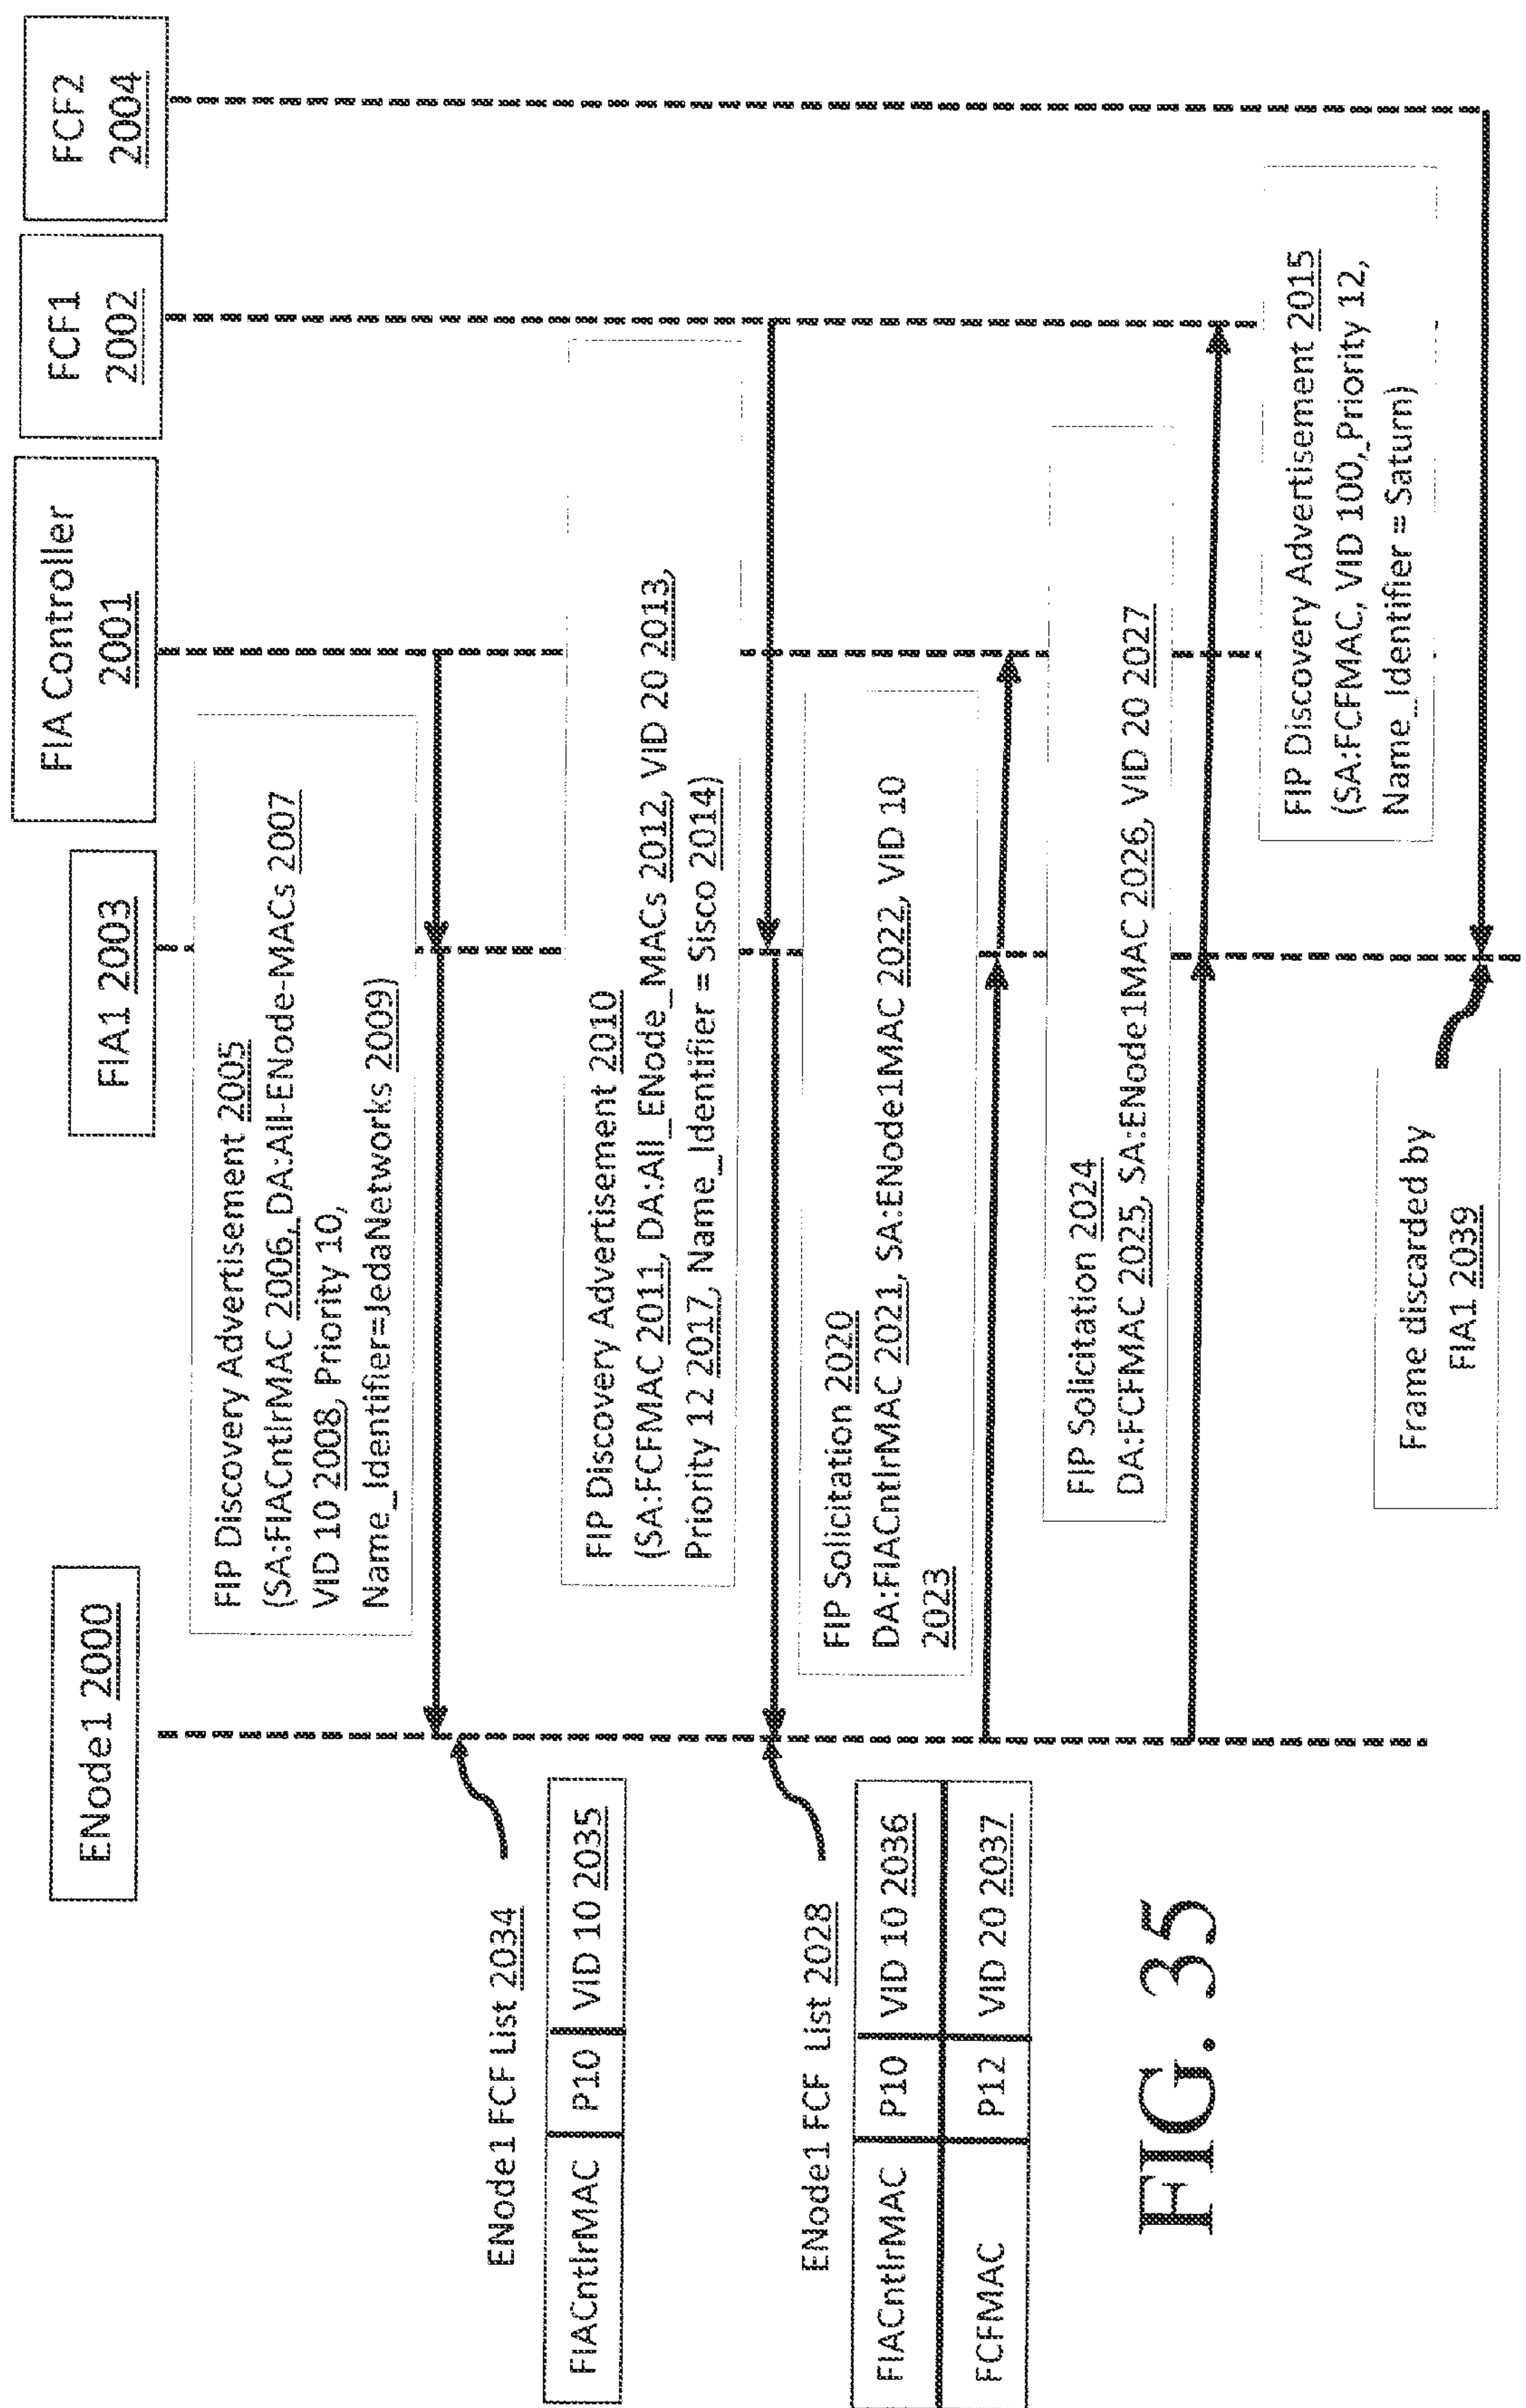 ENode1 2000
FIA1 2003
FIA Controller
2001
FCF1
2002
FCF2
2004
FIP Discovery Advertisement 2005
(SA:FIACntlrMAC 2006, DA:All-ENode-MACs 2007
VID 10 2008, Priority 10,
Name_Identifier=JedaNetworks 2009)
ENode1 FCF List 2034
FIACntlrMAC P10 VID 10 2035
FIP Discovery Advertisement 2010
(SA:FCFMAC 2011, DA:All_ENode_MACs 2012, VID 20 2013,
Priority 12 2017, Name_Identifier = Sisco 2014)
ENode1 FCF List 2028
FIACntlrMAC P10 VID 10 2036
FCFMAC P12 VID 20 2037
FIP Solicitation 2020
DA:FIACntlrMAC 2021, SA:ENode1MAC 2022, VID 10
2023
FIP Solicitation 2024
DA:FCFMAC 2025, SA:ENode1MAC 2026, VID 20 2027
FIP Discovery Advertisement 2015
(SA:FCFMAC, VID 100, Priority 12,
Name_Identifier = Saturn)
Frame discarded by
FIA1 2039
FIG. 35